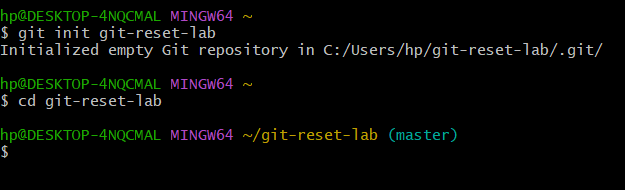 hp@DESKTOP-4NQCMAL MINGW64 ~
$ git init git-reset-lab
Initialized empty Git repository in C:/Users/hp/git-reset-lab/.git/
hp@DESKTOP-4NQCMAL MINGW64 ~
$ cd git-reset-lab
hp@DESKTOP-4NQCMAL MINGW64 ~/git-reset-lab (master)
$